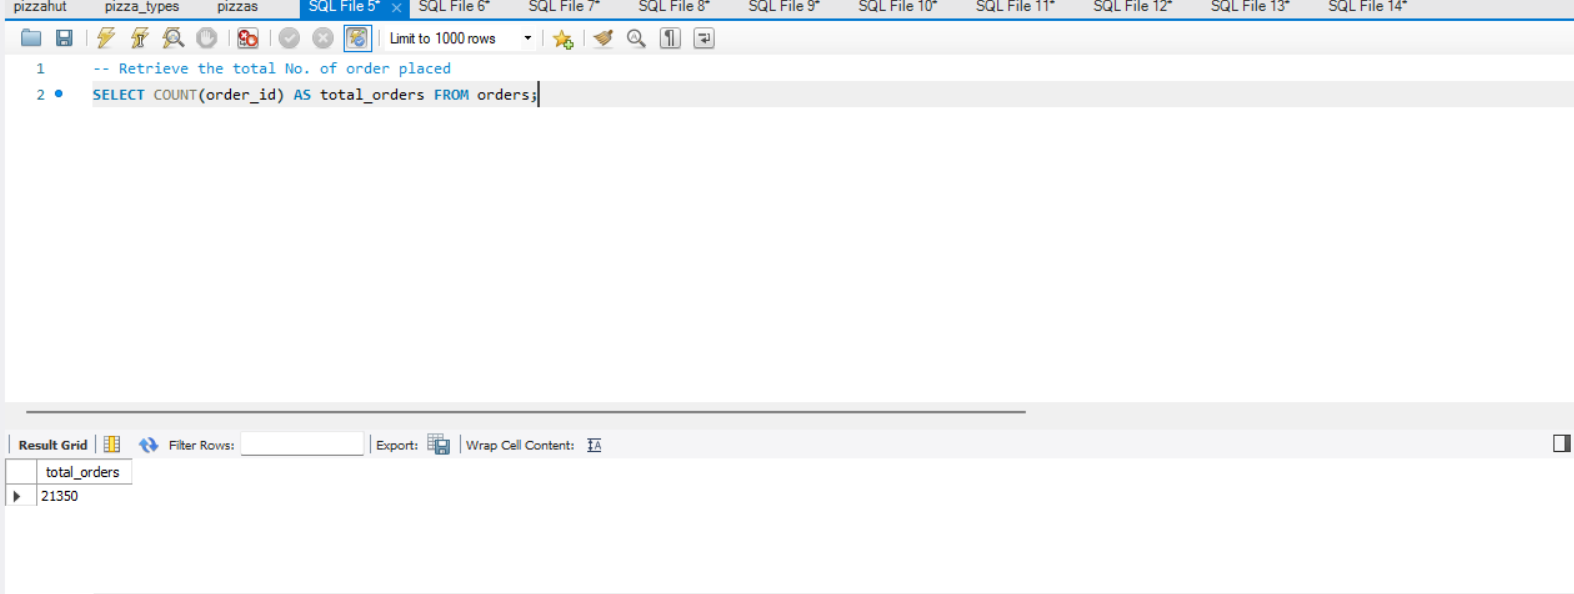 pizzahut pizza_types pizzas SQL File 5* SQL File 6* SQL File 7* SQL File 8* SQL File 9* SQL File 10* SQL File 11* SQL File 12* SQL File 13* SQL File 14*
Limit to 1000 rows
1 -- Retrieve the total No. of order placed
2 SELECT COUNT(order_id) AS total_orders FROM orders;
Result Grid Filter Rows: Export: Wrap Cell Content: IA
total_orders
21350